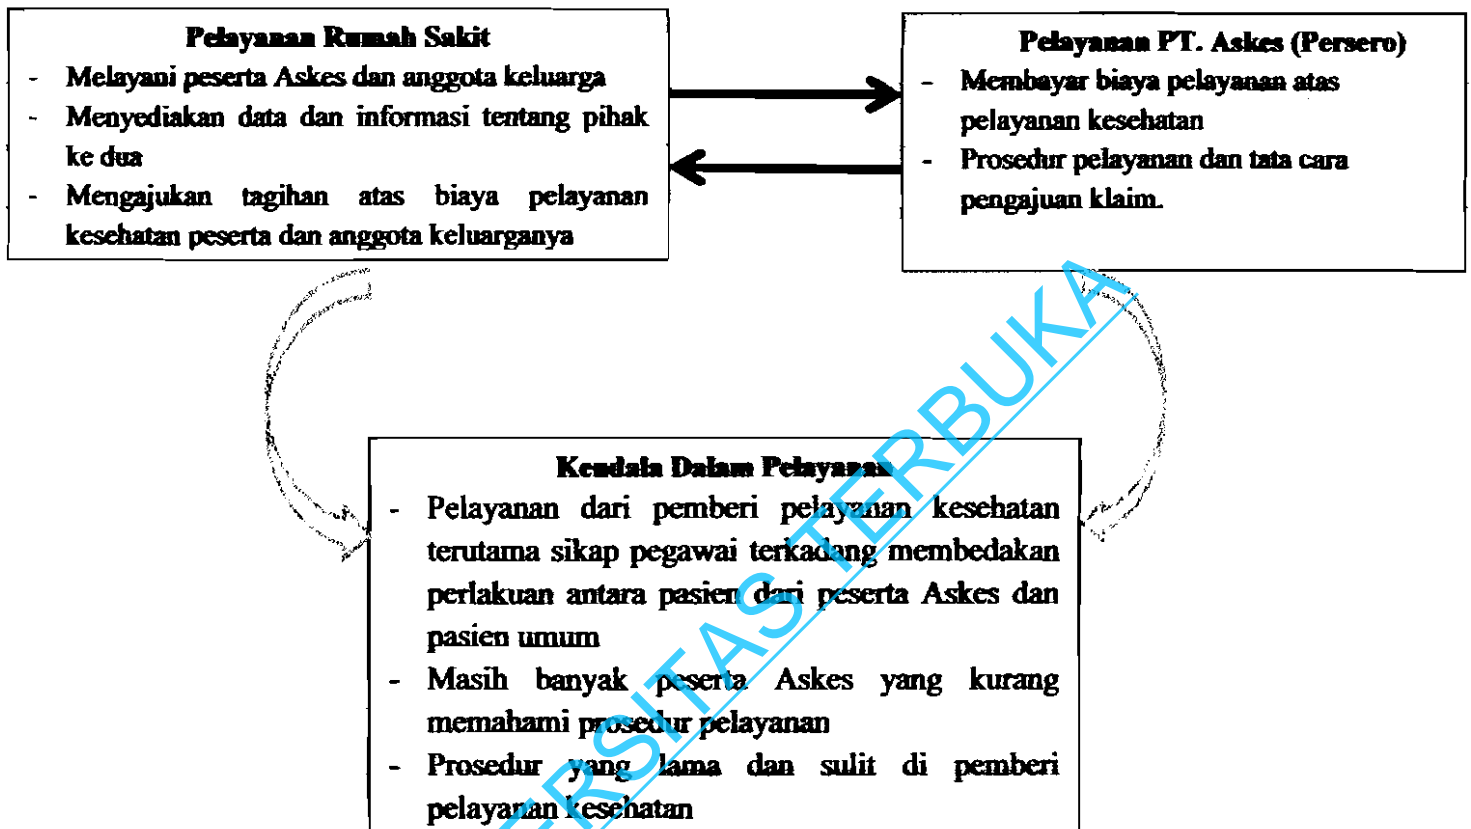 Pelayanan Rumah Sakit
- Melayani peserta Askes dan anggota keluarga
- Menyediakan data dan informasi tentang pihak
ke dua
- Mengajukan tagihan atas biaya pelayanan
kesehatan peserta dan anggota keluarganya
Pelayanan PT. Askes (Persero)
- Membayar biaya pelayanan atas
pelayanan kesehatan
- Prosedur pelayanan dan tata cara
pengajuan klaim.
Kendala Dalam Pelayanan
- Pelayanan dari pemberi pelayanan kesehatan
terutama sikap pegawai terkadang membedakan
perlakuan antara pasien dari peserta Askes dan
pasien umum
- Masih banyak peserta Askes yang kurang
memahami prosedur pelayanan
- Prosedur yang lama dan sulit di pemberi
pelayanan kesehatan
ERSITAS TERBUKA